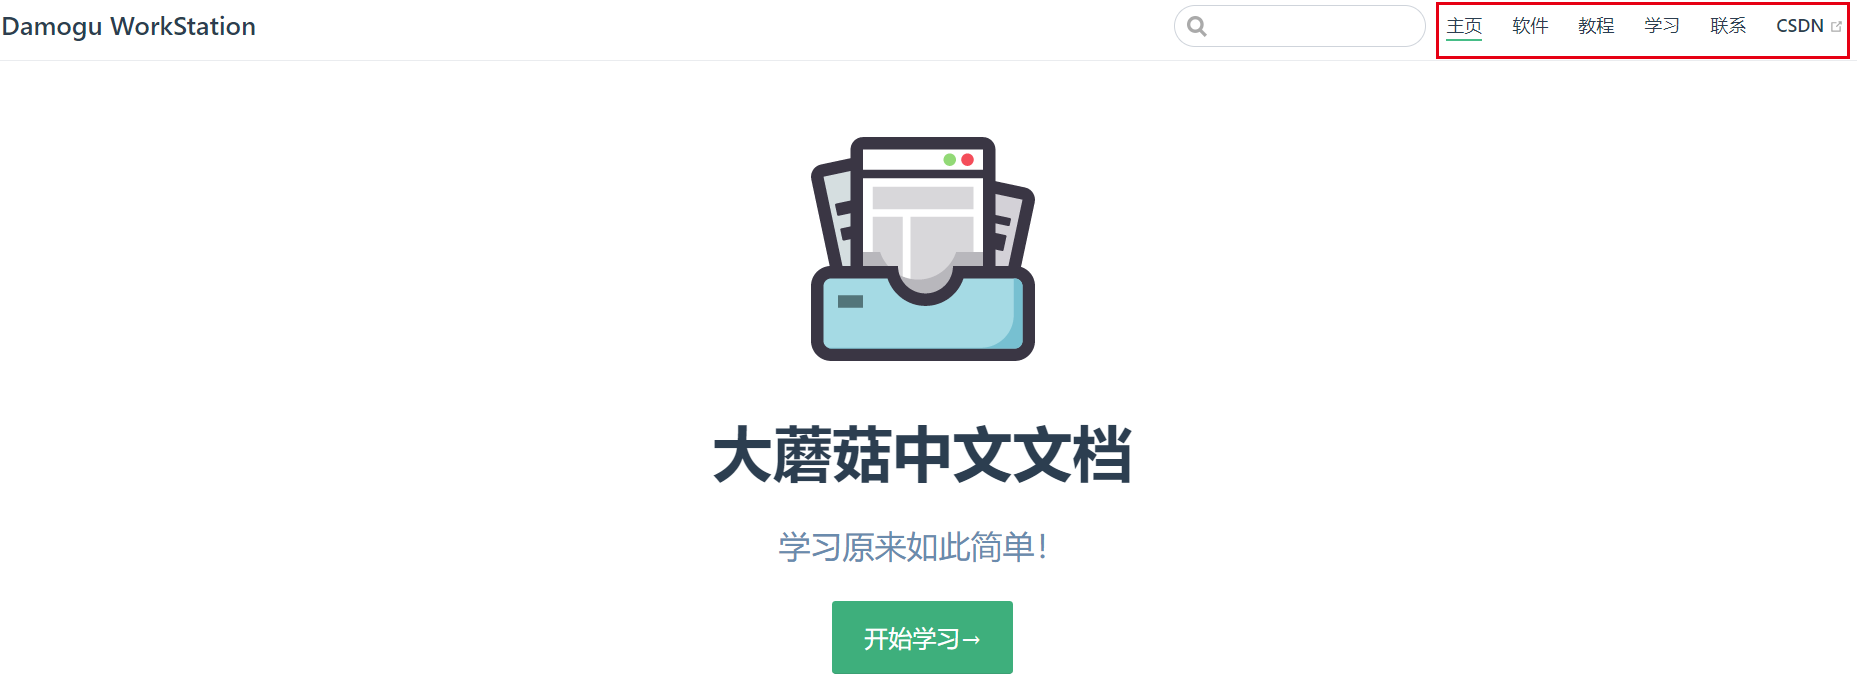 Damogu WorkStation
主页 软件 教程 学习 联系 CSDN
大蘑菇中文文档
学习原来如此简单！
开始学习→